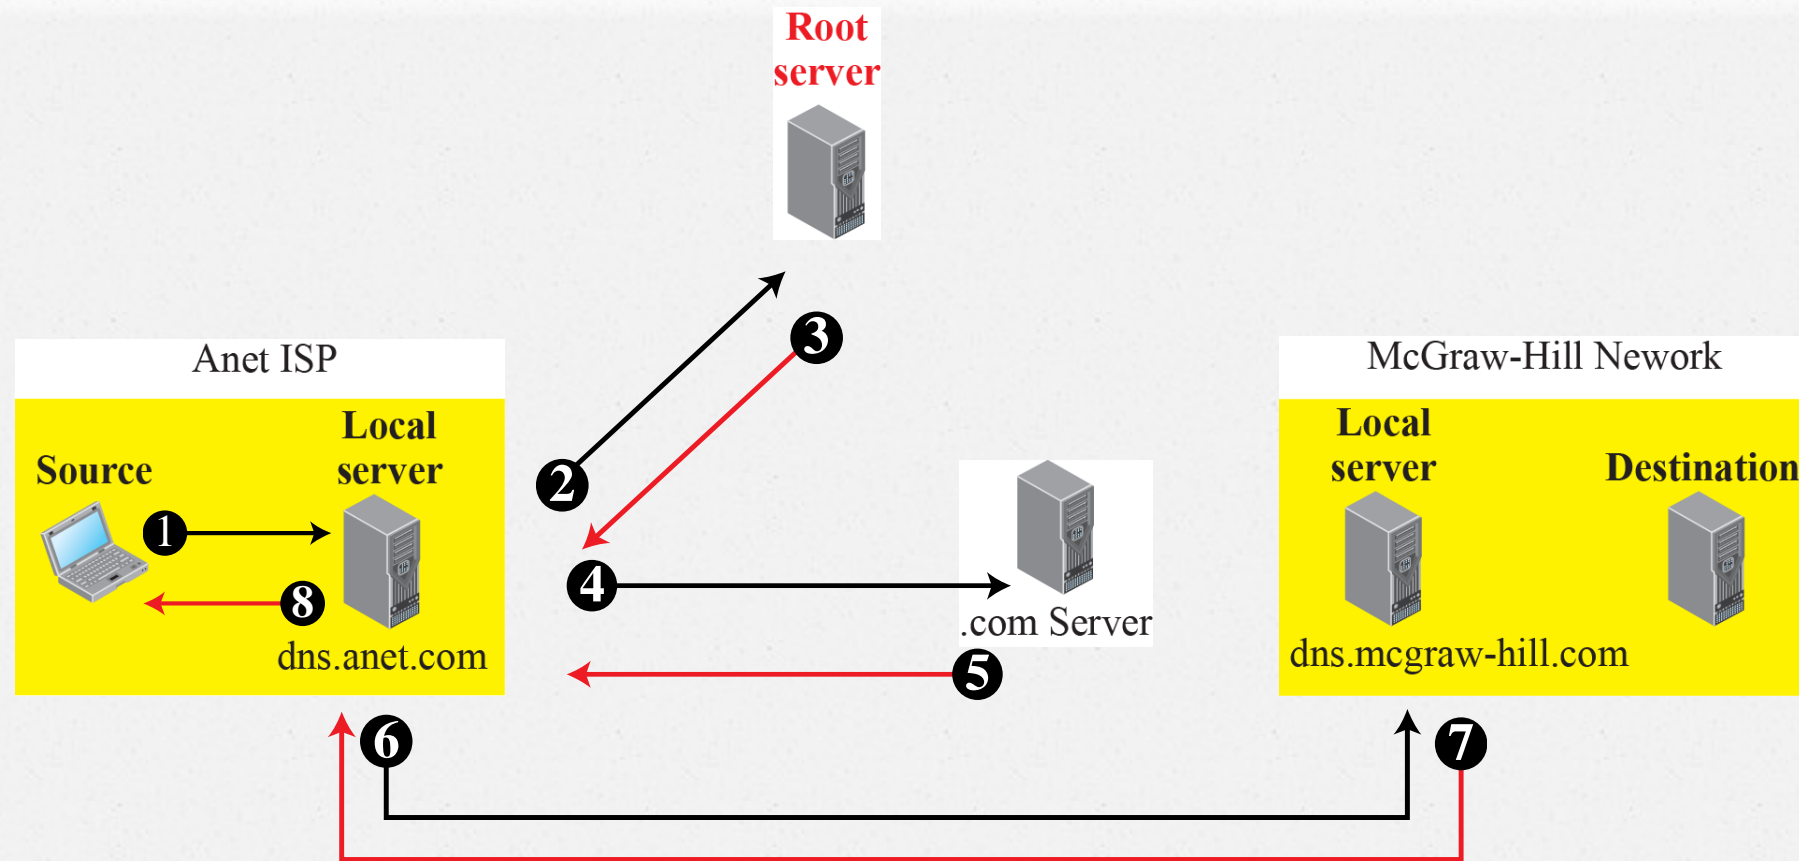 Root
server
3
Anet ISP
McGraw-Hill Nework
Local
server
Source
2
1
4
8
dns.anet.com
.com Server
5
Local
server
Destination
dns.mcgraw-hill.com
6
7